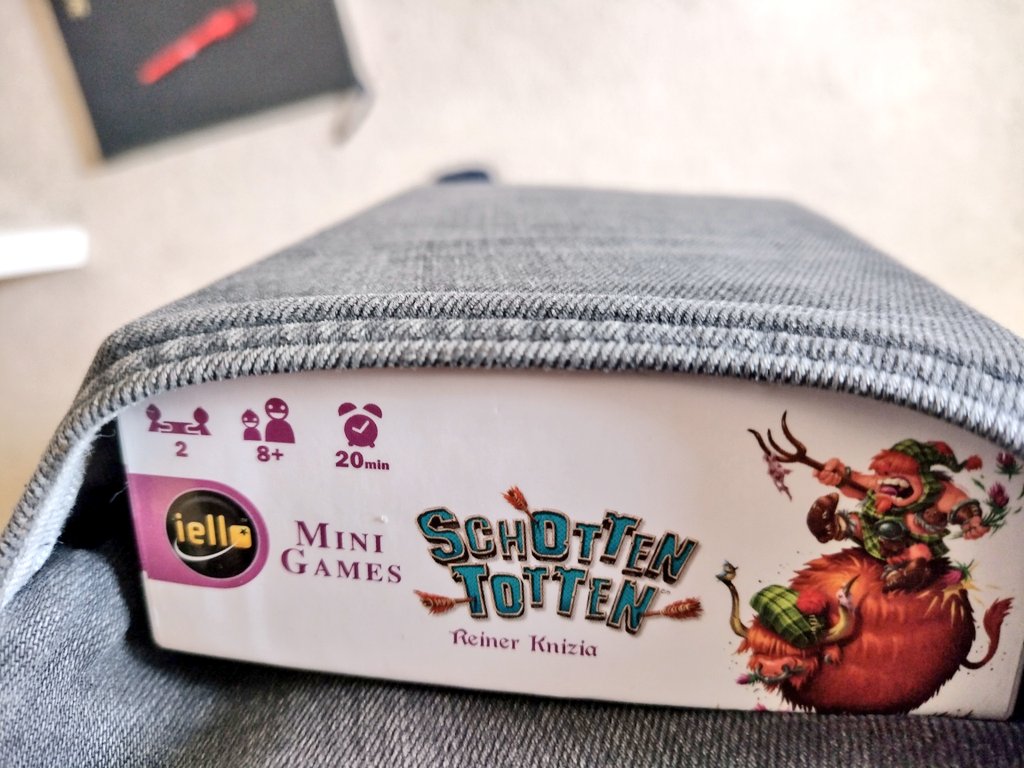 2
8+
20min
iello
MINI
GAMES
SCHOTTEN
TOTTEN
Reiner Knizia